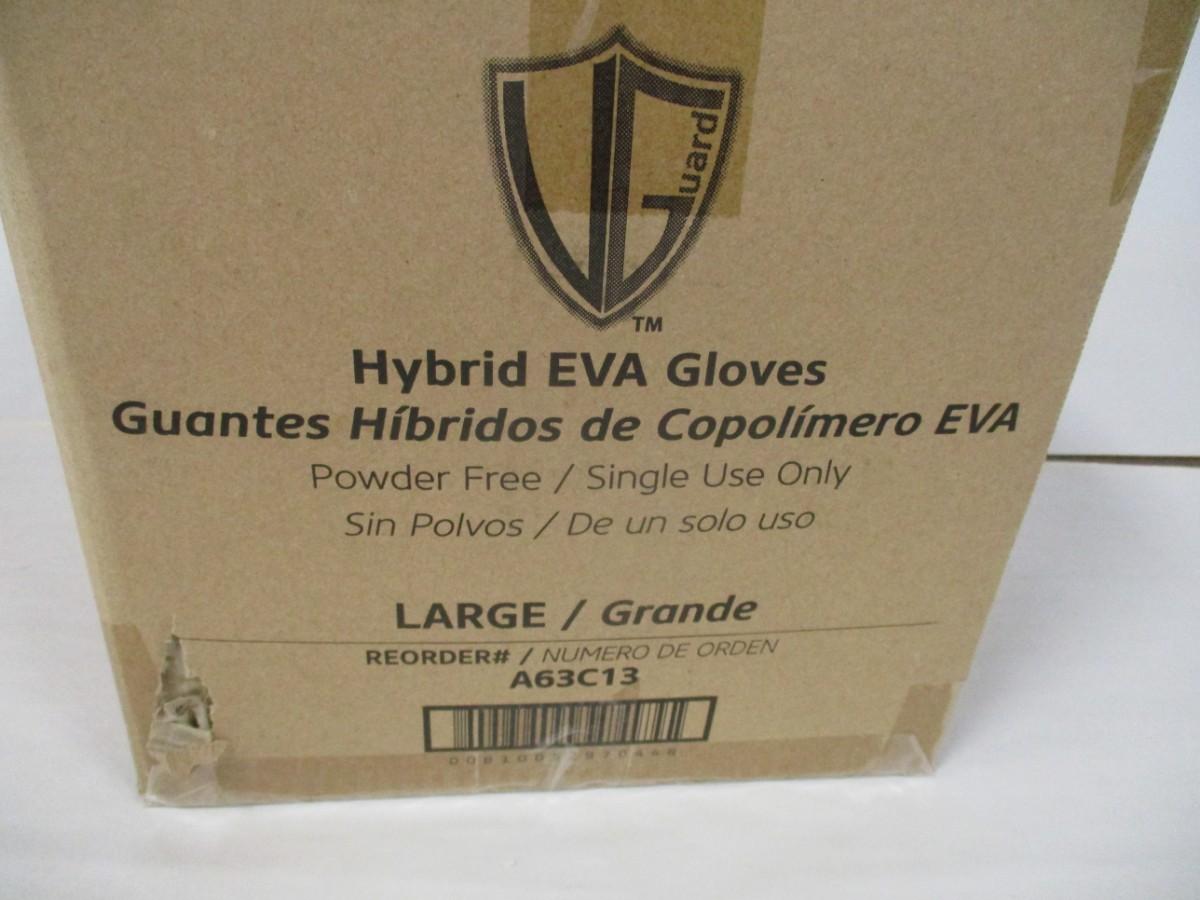 VGuard
TM
Hybrid EVA Gloves
Guantes Híbridos de Copolímero EVA
Powder Free / Single Use Only
Sin Polvos / De un solo uso
LARGE / Grande
REORDER# / NUMERO DE ORDEN
A63C13